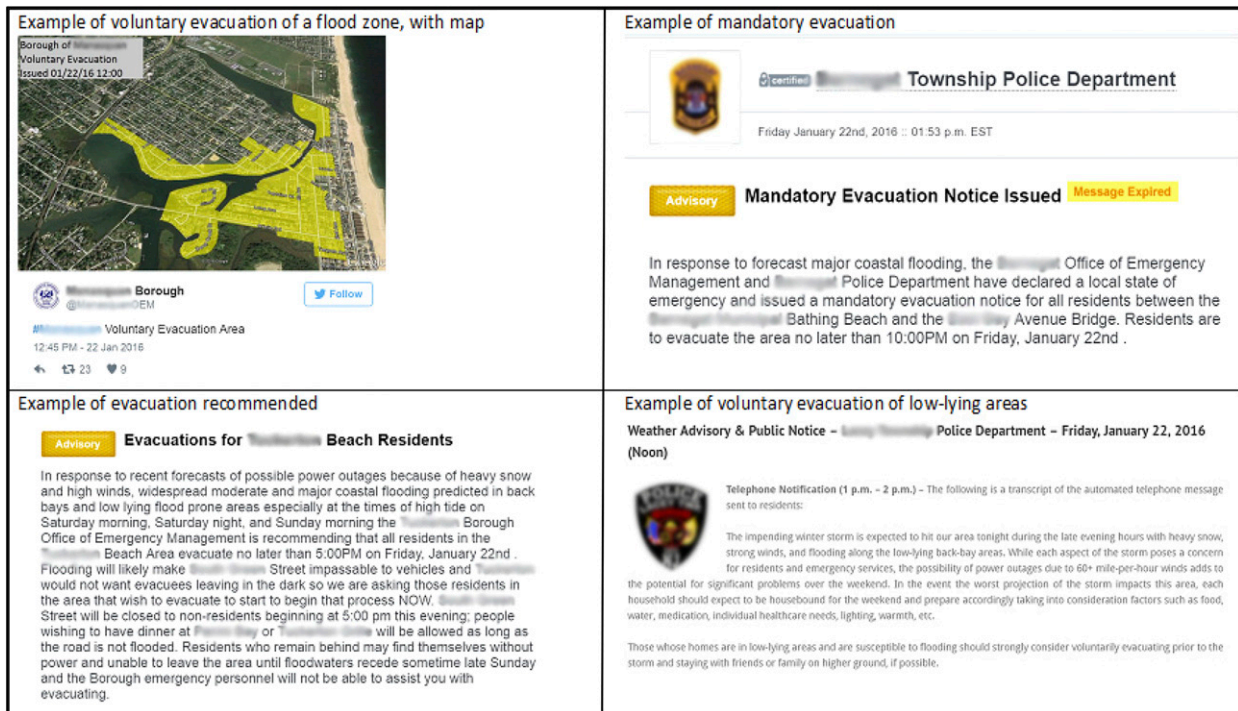 Example of voluntary evacuation of a flood zone, with map
Borough of
Voluntary Evacuation
Issued 01/22/16 12:00
Borough
OEM
Follow
Voluntary Evacuation Area
12:45 PM - 22 Jan 2016
23 9
Example of mandatory evacuation
certified Township Police Department
Friday January 22nd, 2016 :: 01:53 p.m. EST
Advisory Mandatory Evacuation Notice Issued Message Expired
In response to forecast major coastal flooding, the Office of Emergency
Management and Police Department have declared a local state of
emergency and issued a mandatory evacuation notice for all residents between the
Bathing Beach and the Avenue Bridge. Residents are
to evacuate the area no later than 10:00PM on Friday, January 22nd .
Example of evacuation recommended
Advisory Evacuations for Beach Residents
In response to recent forecasts of possible power outages because of heavy snow
and high winds, widespread moderate and major coastal flooding predicted in back
bays and low lying flood prone areas especially at the times of high tide on
Saturday morning, Saturday night, and Sunday morning the Borough
Office of Emergency Management is recommending that all residents in the
Beach Area evacuate no later than 5:00PM on Friday, January 22nd .
Flooding will likely make Street impassable to vehicles and
would not want evacuees leaving in the dark so we are asking those residents in
the area that wish to evacuate to start to begin that process NOW.
Street will be closed to non-residents beginning at 5:00 pm this evening; people
wishing to have dinner at or will be allowed as long as
the road is not flooded. Residents who remain behind may find themselves without
power and unable to leave the area until floodwaters recede sometime late Sunday
and the Borough emergency personnel will not be able to assist you with
evacuating.
Example of voluntary evacuation of low-lying areas
Weather Advisory & Public Notice – Police Department – Friday, January 22, 2016
(Noon)
POLICE
Telephone Notification (1 p.m. – 2 p.m.) – The following is a transcript of the automated telephone message
sent to residents:
The impending winter storm is expected to hit our area tonight during the late evening hours with heavy snow,
strong winds, and flooding along the low-lying back-bay areas. While each aspect of the storm poses a concern
for residents and emergency services, the possibility of power outages due to 60+ mile-per-hour winds adds to
the potential for significant problems over the weekend. In the event the worst projection of the storm impacts this area, each
household should expect to be housebound for the weekend and prepare accordingly taking into consideration factors such as food,
water, medication, individual healthcare needs, lighting, warmth, etc.
Those whose homes are in low-lying areas and are susceptible to flooding should strongly consider voluntarily evacuating prior to the
storm and staying with friends or family on higher ground, if possible.